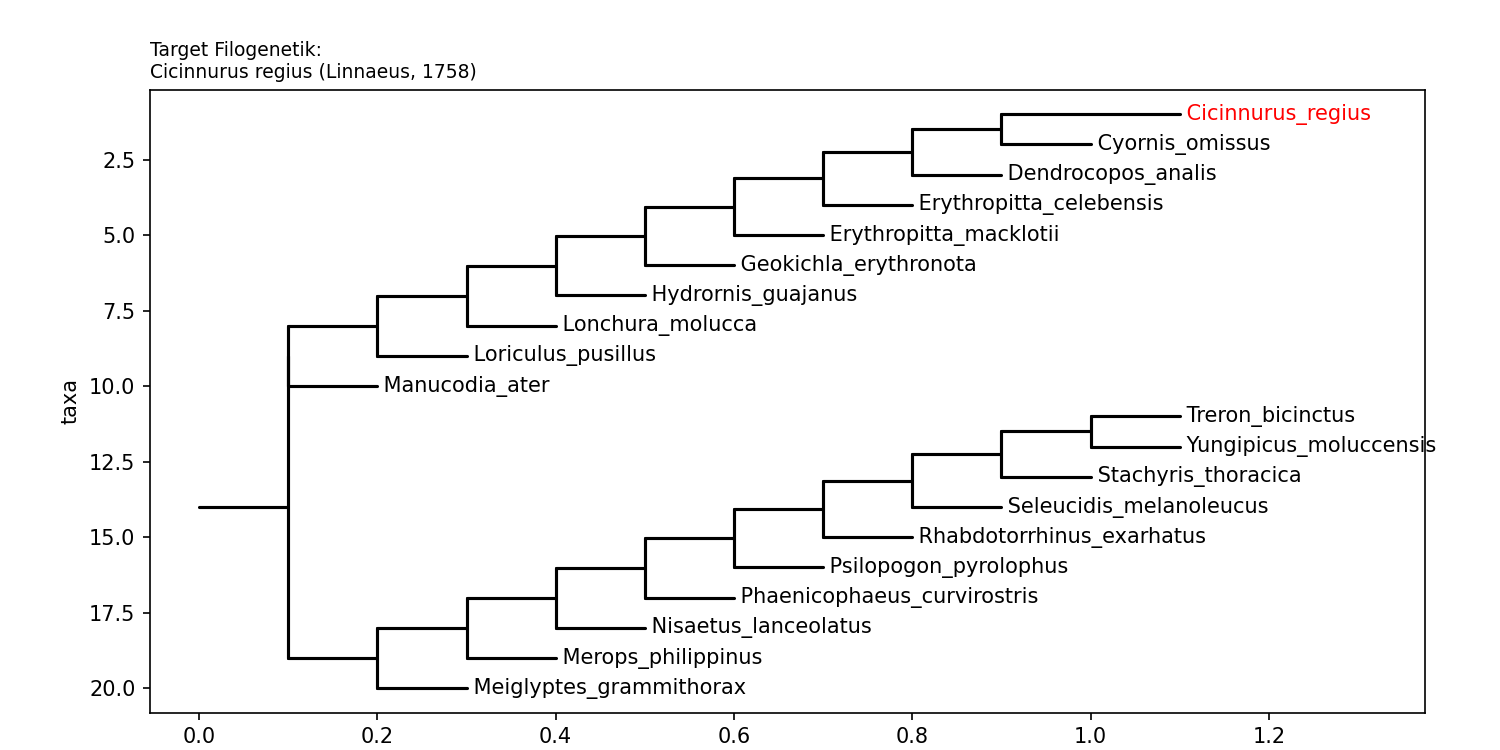 Target Filogenetik:
Cicinnurus regius (Linnaeus, 1758)
Cicinnurus_regius
Cyornis_omissus
2.5
Dendrocopos_analis
Erythropitta_celebensis
5.0
Erythropitta_macklotii
Geokichla_erythronota
Hydrornis_guajanus
7.5
Lonchura_molucca
Loriculus_pusillus
10.0
Manucodia_ater
taxa
Treron_bicinctus
Yungipicus_moluccensis
12.5
Stachyris_thoracica
Seleucidis_melanoleucus
15.0
Rhabdotorrhinus_exarhatus
Psilopogon_pyrolophus
Phaenicophaeus_curvirostris
17.5
Nisaetus_lanceolatus
Merops_philippinus
20.0
Meiglyptes_grammithorax
0.0 0.2 0.4 0.6 0.8 1.0 1.2